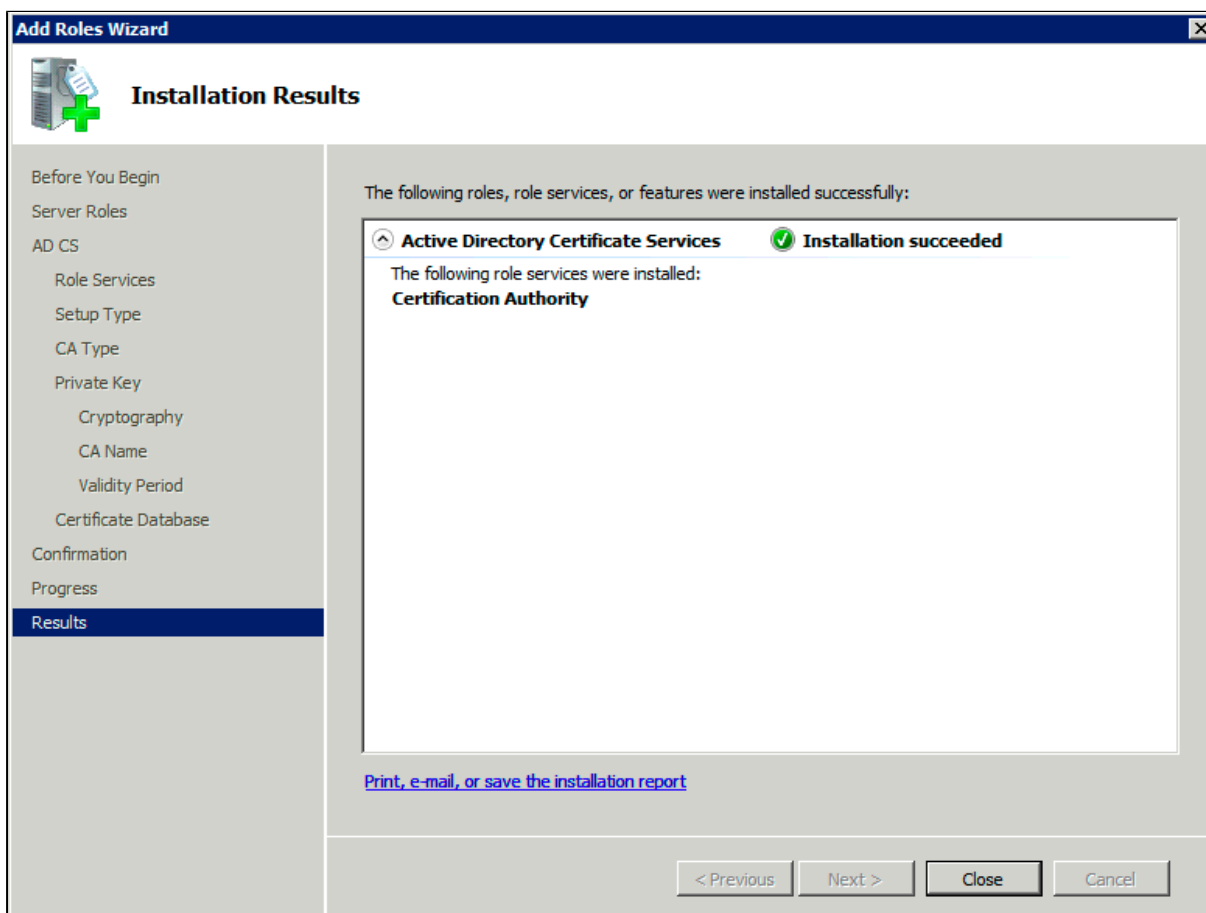 Add Roles Wizard
Installation Results
Before You Begin
Server Roles
AD CS
Role Services
Setup Type
CA Type
Private Key
Cryptography
CA Name
Validity Period
Certificate Database
Confirmation
Progress
Results
The following roles, role services, or features were installed successfully:
Active Directory Certificate Services Installation succeeded
The following role services were installed:
Certification Authority
Print, e-mail, or save the installation report
< Previous Next > Close Cancel